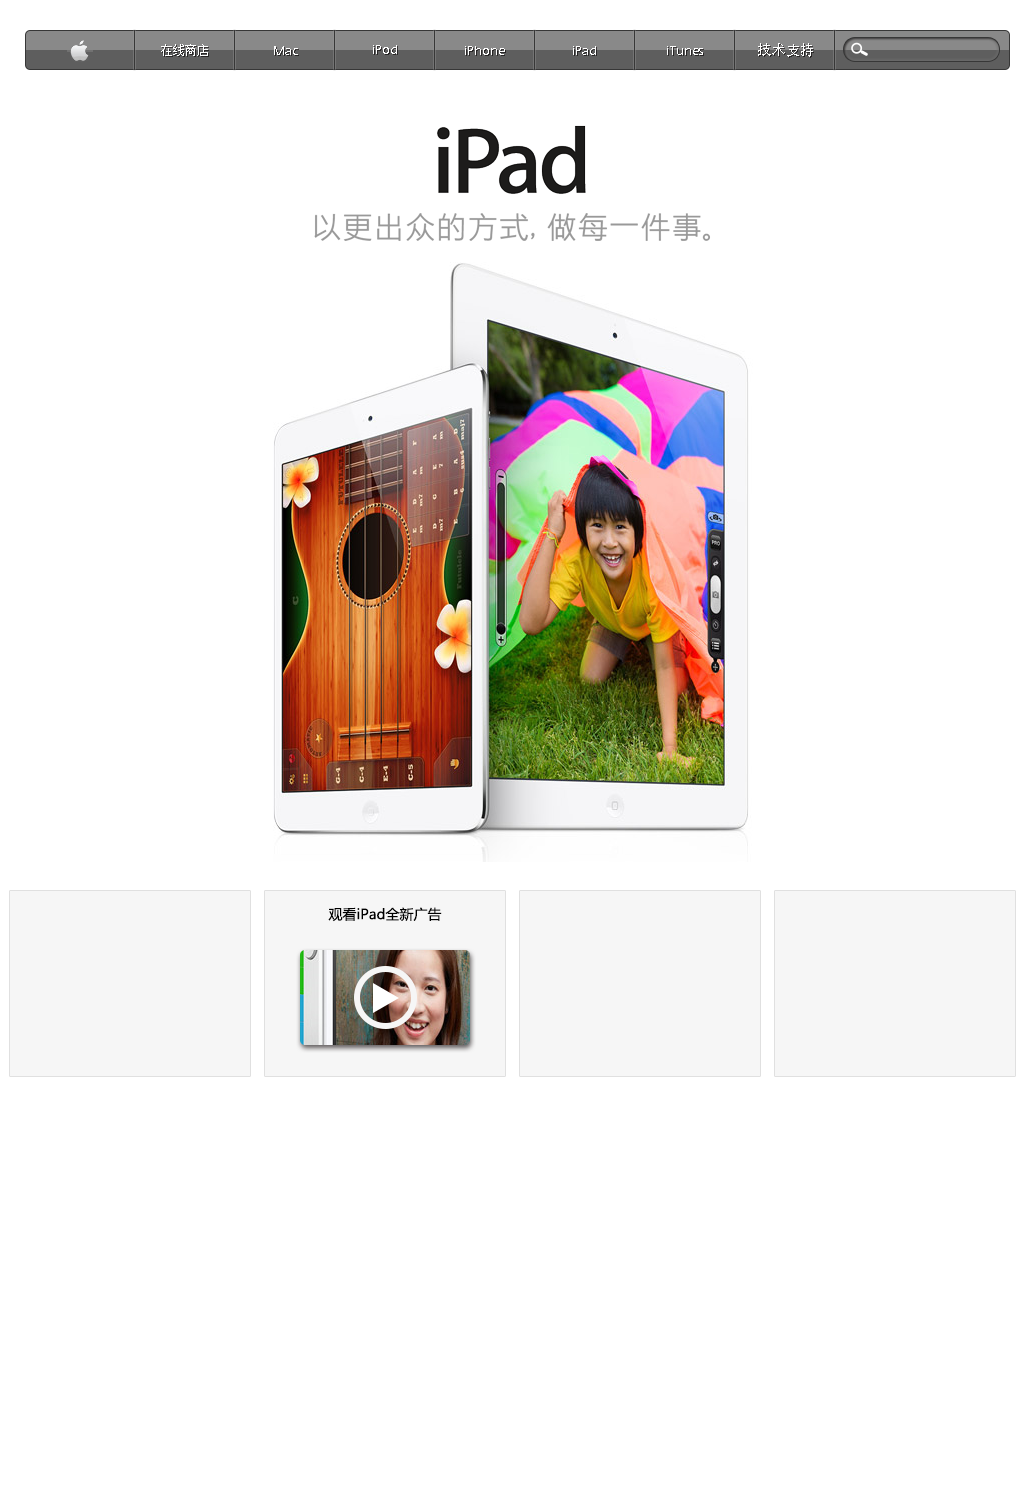 在线商店
Mac
iPod
iPhone
iPad
iTunes
技术支持
iPad
以更出众的方式, 做每一件事。
PRO
G-4
C-4
E-4
C-5
观看iPad全新广告